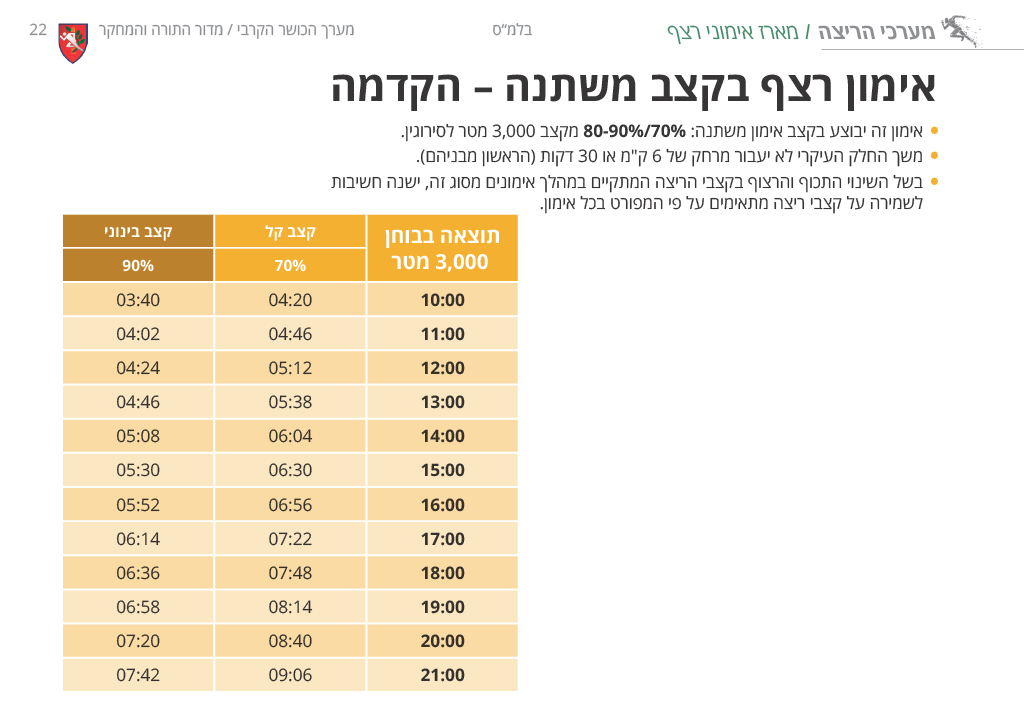 מערכי הריצה / מארז אימוני רצף
בלמ״ס
מערך הכושר הקרבי / מדור התורה והמחקר
22
אימון רצף בקצב משתנה – הקדמה
• אימון זה יבוצע בקצב אימון משתנה: 80-90%/70% מקצב 3,000 מטר לסירוגין.
• משך החלק העיקרי לא יעבור מרחק של 6 ק"מ או 30 דקות (הראשון מבניהם).
• בשל השינוי התכוף והרצוף בקצבי הריצה המתקיים במהלך אימונים מסוג זה, ישנה חשיבות
לשמירה על קצבי ריצה מתאימים על פי המפורט בכל אימון.
תוצאה בבוחן 3,000 מטר קצב קל קצב בינוני
70% 90%
10:00 04:20 03:40
11:00 04:46 04:02
12:00 05:12 04:24
13:00 05:38 04:46
14:00 06:04 05:08
15:00 06:30 05:30
16:00 06:56 05:52
17:00 07:22 06:14
18:00 07:48 06:36
19:00 08:14 06:58
20:00 08:40 07:20
21:00 09:06 07:42